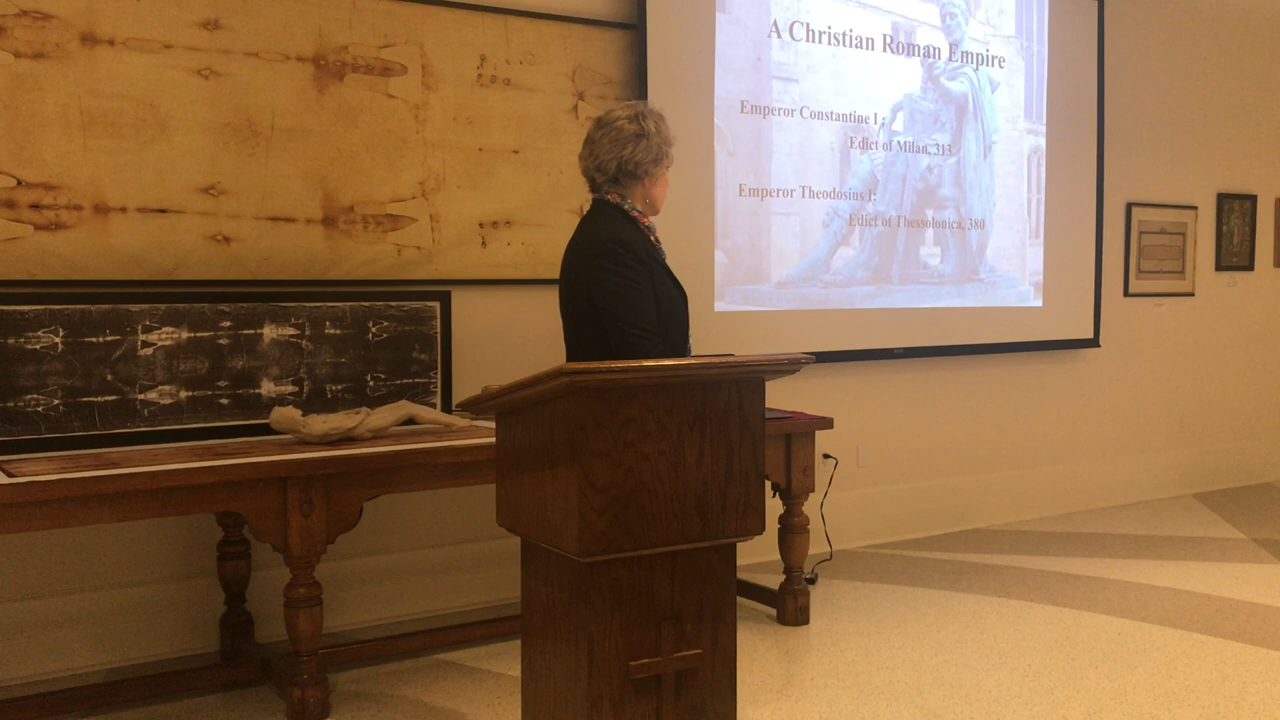 A Christian Roman Empire
Emperor Constantine I :
Edict of Milan, 313
Emperor Theodosius I:
Edict of Thessolonica, 380